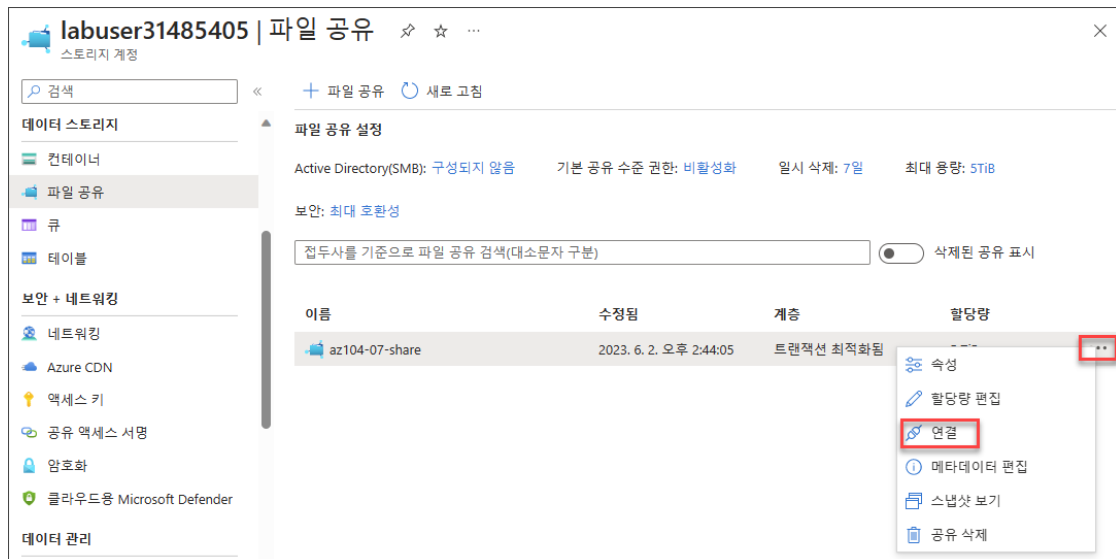 labuser31485405 | 파일 공유
스토리지 계정
검색
파일 공유 새로 고침
데이터 스토리지
컨테이너
파일 공유
큐
테이블
보안 + 네트워킹
네트워킹
Azure CDN
액세스 키
공유 액세스 서명
암호화
클라우드용 Microsoft Defender
데이터 관리
파일 공유 설정
Active Directory(SMB): 구성되지 않음 기본 공유 수준 권한: 비활성화 일시 삭제: 7일 최대 용량: 5TiB
보안: 최대 호환성
접두사를 기준으로 파일 공유 검색(대소문자 구분) 삭제된 공유 표시
이름 수정됨 계층 할당량
az104-07-share 2023. 6. 2. 오후 2:44:05 트랜잭션 최적화됨
속성
할당량 편집
연결
메타데이터 편집
스냅샷 보기
공유 삭제